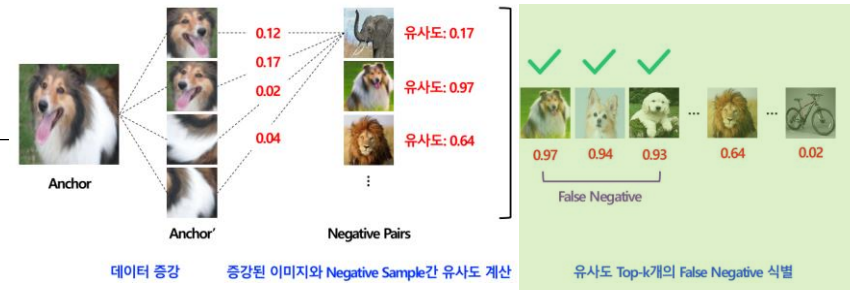 0.12
0.17
0.02
0.04
유사도: 0.17
유사도: 0.97
유사도: 0.64
⋮
Anchor
Anchor'
Negative Pairs
0.97 0.94 0.93 ... 0.64 ... 0.02
False Negative
데이터 증강
증강된 이미지와 Negative Sample간 유사도 계산
유사도 Top-k개의 False Negative 식별